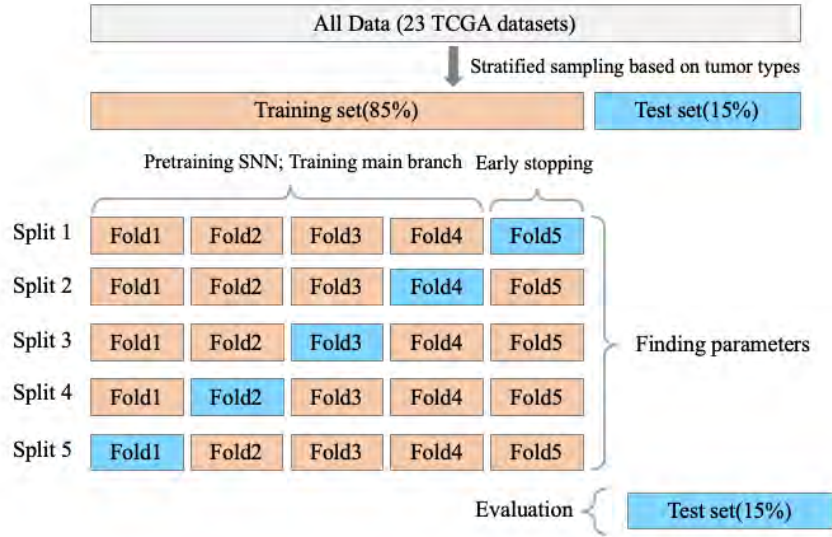 All Data (23 TCGA datasets)
Stratified sampling based on tumor types
Training set(85%) Test set(15%)
Pretraining SNN; Training main branch Early stopping
Split 1 Fold1 Fold2 Fold3 Fold4 Fold5
Split 2 Fold1 Fold2 Fold3 Fold4 Fold5
Split 3 Fold1 Fold2 Fold3 Fold4 Fold5
Finding parameters
Split 4 Fold1 Fold2 Fold3 Fold4 Fold5
Split 5 Fold1 Fold2 Fold3 Fold4 Fold5
Evaluation Test set(15%)